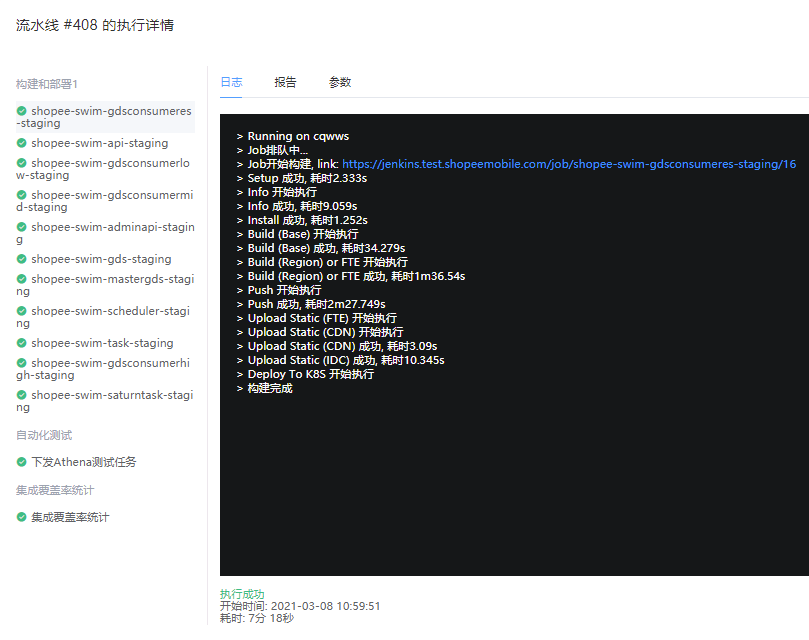 流水线 #408 的执行详情
构建和部署1
shopee-swim-gdsconsumeres
-staging
shopee-swim-api-staging
shopee-swim-gdsconsumerlo
w-staging
shopee-swim-gdsconsumermi
d-staging
shopee-swim-adminapi-stagin
g
shopee-swim-gds-staging
shopee-swim-mastergds-stagi
ng
shopee-swim-scheduler-stagi
ng
shopee-swim-task-staging
shopee-swim-gdsconsumerhi
gh-staging
shopee-swim-saturntask-stagi
ng
自动化测试
下发Athena测试任务
集成覆盖率统计
集成覆盖率统计
日志 报告 参数
> Running on cqwws
> Job排队中...
> Job开始构建, link: https://jenkins.test.shopeemobile.com/job/shopee-swim-gdsconsumeres-staging/16
> Setup 成功, 耗时2.333s
> Info 开始执行
> Info 成功, 耗时9.059s
> Install 成功, 耗时1.252s
> Build (Base) 开始执行
> Build (Base) 成功, 耗时34.279s
> Build (Region) or FTE 开始执行
> Build (Region) or FTE 成功, 耗时1m36.54s
> Push 开始执行
> Push 成功, 耗时2m27.749s
> Upload Static (FTE) 开始执行
> Upload Static (CDN) 开始执行
> Upload Static (CDN) 成功, 耗时3.09s
> Upload Static (IDC) 成功, 耗时10.345s
> Deploy To K8S 开始执行
> 构建完成
执行成功
开始时间: 2021-03-08 10:59:51
耗时: 7分 18秒